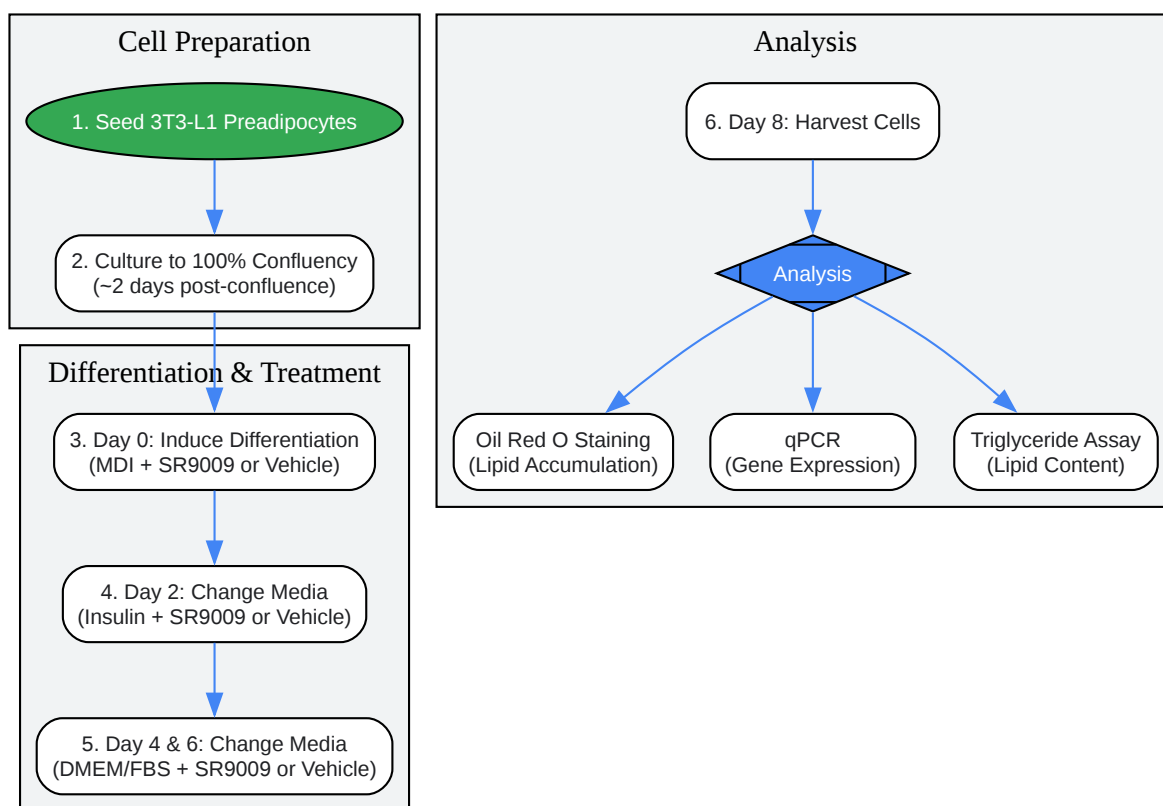 Cell Preparation
1. Seed 3T3-L1 Preadipocytes
2. Culture to 100% Confluency
(~2 days post-confluence)
Differentiation & Treatment
3. Day 0: Induce Differentiation
(MDI + SR9009 or Vehicle)
4. Day 2: Change Media
(Insulin + SR9009 or Vehicle)
5. Day 4 & 6: Change Media
(DMEM/FBS + SR9009 or Vehicle)
Analysis
6. Day 8: Harvest Cells
Analysis
Oil Red O Staining
(Lipid Accumulation)
qPCR
(Gene Expression)
Triglyceride Assay
(Lipid Content)